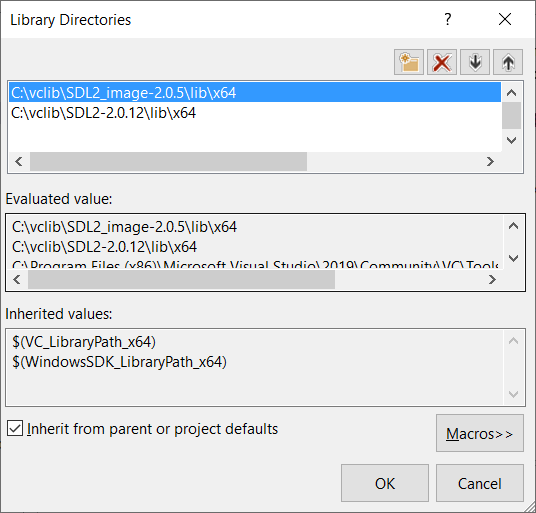 Library Directories
C:\vclib\SDL2_image-2.0.5\lib\x64
C:\vclib\SDL2-2.0.12\lib\x64
Evaluated value:
C:\vclib\SDL2_image-2.0.5\lib\x64
C:\vclib\SDL2-2.0.12\lib\x64
C:\Program Files (x86)\Microsoft Visual Studio\2019\Community\VC\Tools
Inherited values:
$(VC_LibraryPath_x64)
$(WindowsSDK_LibraryPath_x64)
Inherit from parent or project defaults
Macros>>
OK
Cancel